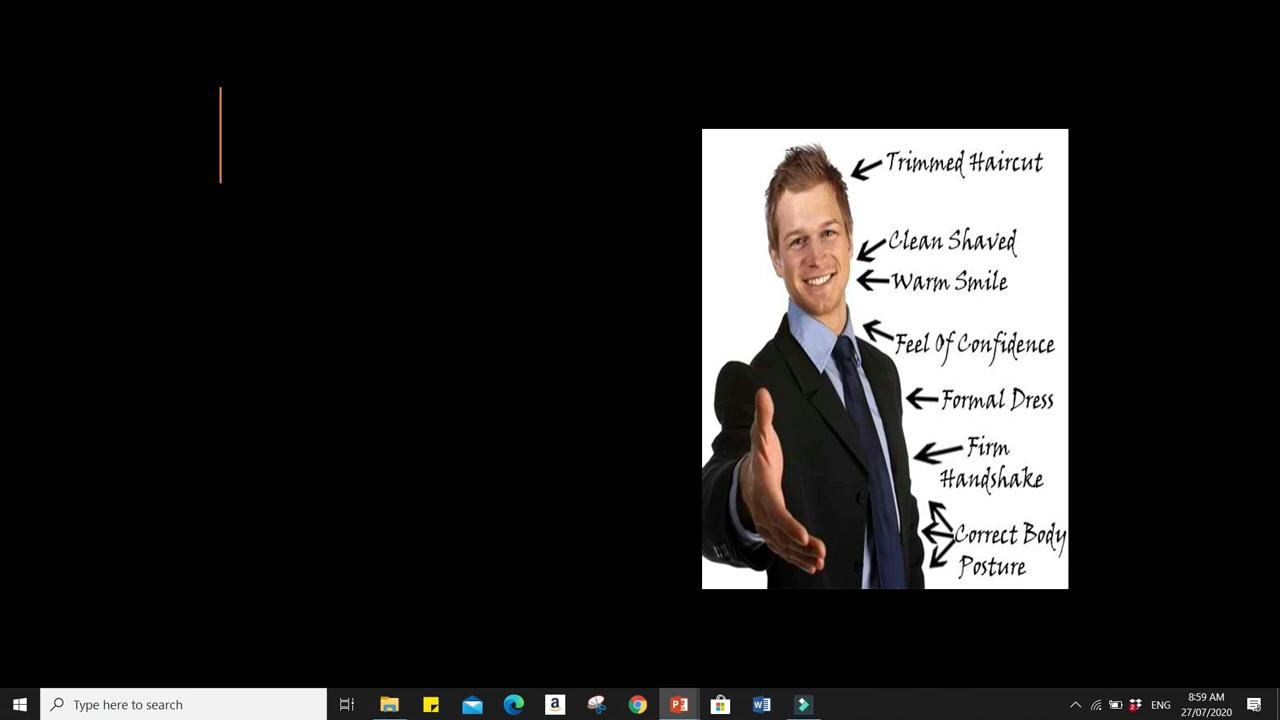 Trimmed Haircut
Clean Shaved
Warm Smile
Feel Of Confidence
Formal Dress
Firm
Handshake
Correct Body
Posture
Type here to search
ENG
8:59 AM
27/07/2020